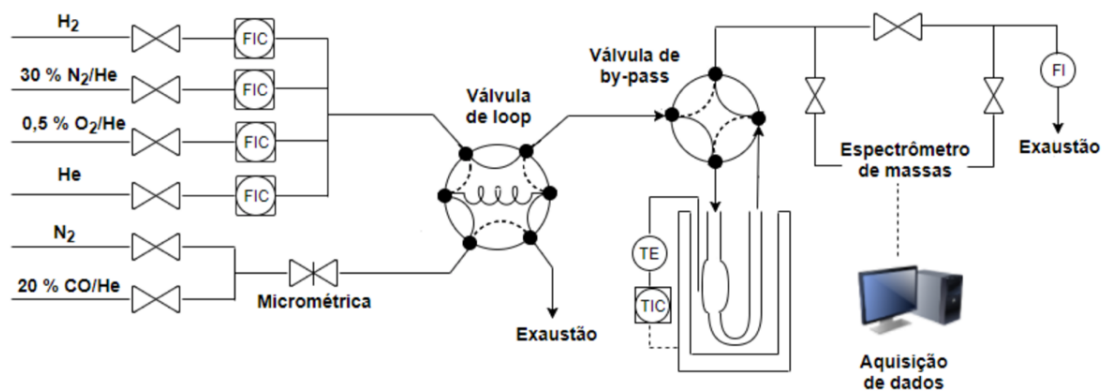 H2
FIC
30 % N2/He
FIC
0,5 % O2/He
FIC
He
FIC
N2
20 % CO/He
Micrométrica
Válvula
de loop
Exaustão
Válvula de
by-pass
TE
TIC
FI
Exaustão
Espectrômetro
de massas
Aquisição
de dados